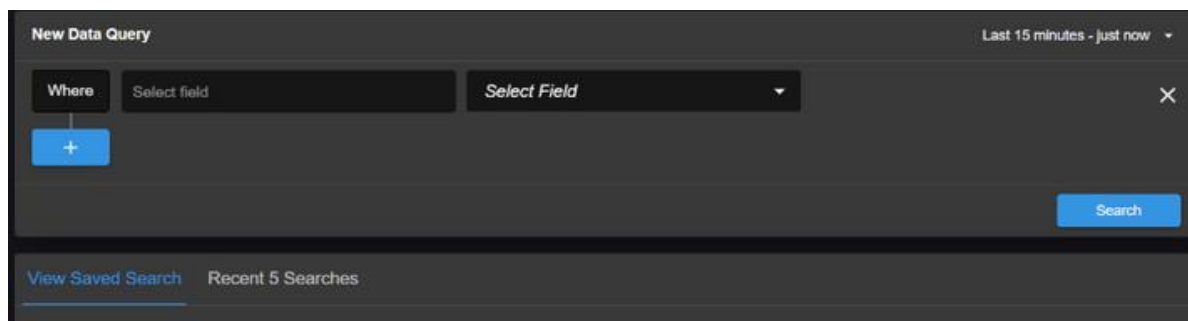 New Data Query
Last 15 minutes - just now
Where
Select field
Select Field
+
Search
View Saved Search
Recent 5 Searches